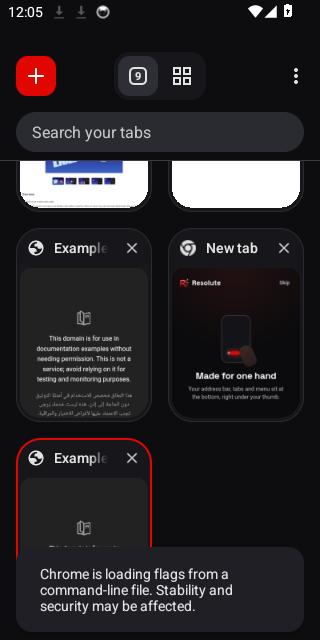 12:05
9
Search your tabs
Example
New tab
Resolute
Skip
This domain is for use in
documentation examples without
needing permission. This is not a
service; avoid relying on it for
testing and monitoring purposes.
Made for one hand
Your address bar, tabs and menu sit at
the bottom, right under your thumb.
Example
Chrome is loading flags from a
command-line file. Stability and
security may be affected.